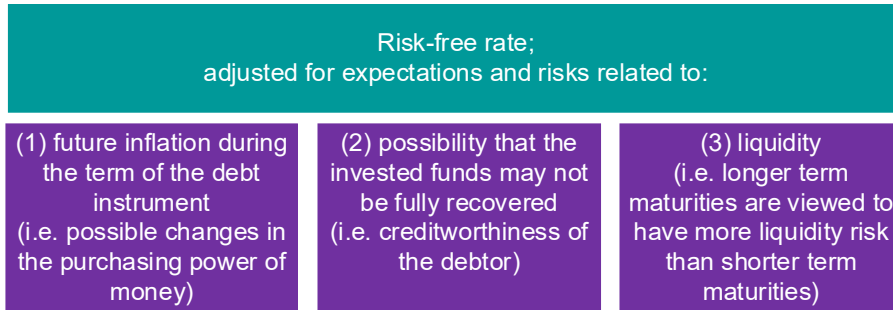 Risk-free rate;
adjusted for expectations and risks related to:
(1) future inflation during
the term of the debt
instrument
(i.e. possible changes in
the purchasing power of
money)
(2) possibility that the
invested funds may not
be fully recovered
(i.e. creditworthiness of
the debtor)
(3) liquidity
(i.e. longer term
maturities are viewed to
have more liquidity risk
than shorter term
maturities)